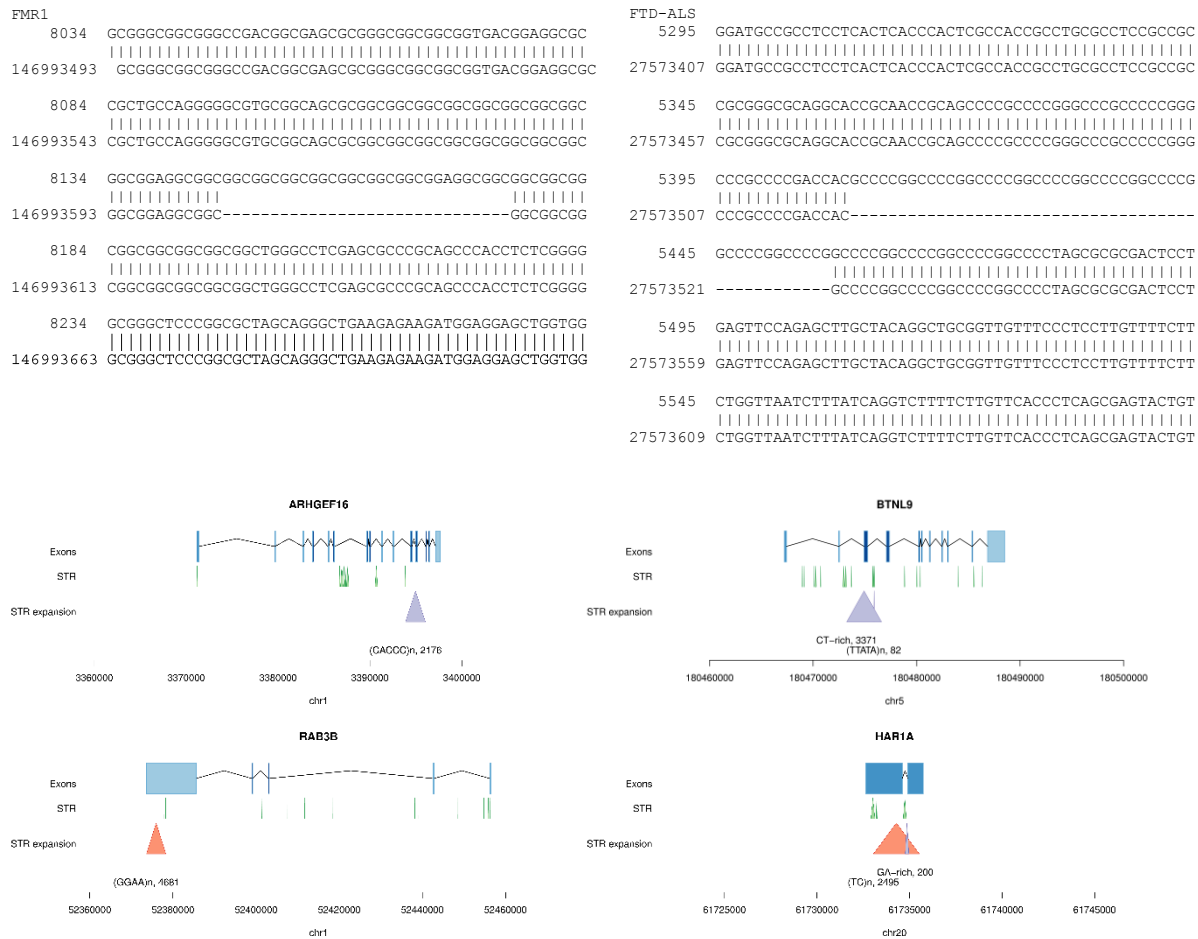 FMR1
8034 GCGGGCGGCGGGCCGACGGCGAGCGCGGGCGGCGGCGGTGACGGAGGCGC
146993493 GCGGGCGGCGGGCCGACGGCGAGCGCGGGCGGCGGCGGTGACGGAGGCGC
8084 CGCTGCCAGGGGGCGTGCGGCAGCGCGGCGGCGGCGGCGGCGGCGGCGGC
146993543 CGCTGCCAGGGGGCGTGCGGCAGCGCGGCGGCGGCGGCGGCGGCGGCGGC
8134 GGCGGAGGCGGCGGCGGCGGCGGCGGCGGCGGCGGAGGCGGCGGCGGCGG
146993593 GGCGGAGGCGGC------------------------------GGCGGCGG
8184 CGGCGGCGGCGGCGGCTGGGCCTCGAGCGCCCGCAGCCCACCTCTCGGGG
146993613 CGGCGGCGGCGGCGGCTGGGCCTCGAGCGCCCGCAGCCCACCTCTCGGGG
8234 GCGGGCTCCCGGCGCTAGCAGGGCTGAAGAGAAGATGGAGGAGCTGGTGG
146993663 GCGGGCTCCCGGCGCTAGCAGGGCTGAAGAGAAGATGGAGGAGCTGGTGG
FTD-ALS
5295 GGATGCCGCCTCCTCACTCACCCACTCGCCACCGCCTGCGCCTCCGCCGC
27573407 GGATGCCGCCTCCTCACTCACCCACTCGCCACCGCCTGCGCCTCCGCCGC
5345 CGCGGGCGCAGGCACCGCAACCGCAGCCCCGCCCCGGGCCCGCCCCCGGG
27573457 CGCGGGCGCAGGCACCGCAACCGCAGCCCCGCCCCGGGCCCGCCCCCGGG
5395 CCCGCCCCGACCACGCCCCGGCCCCGGCCCCGGCCCCGGCCCCGGCCCCG
27573507 CCCGCCCCGACCAC------------------------------------
5445 GCCCCGGCCCCGGCCCCGGCCCCGGCCCCGGCCCCTAGCGCGCGACTCCT
27573521 ------------GCCCCGGCCCCGGCCCCGGCCCCTAGCGCGCGACTCCT
5495 GAGTTCCAGAGCTTGCTACAGGCTGCGGTTGTTTCCCTCCTTGTTTTCTT
27573559 GAGTTCCAGAGCTTGCTACAGGCTGCGGTTGTTTCCCTCCTTGTTTTCTT
5545 CTGGTTAATCTTTATCAGGTCTTTTCTTGTTCACCCTCAGCGAGTACTGT
27573609 CTGGTTAATCTTTATCAGGTCTTTTCTTGTTCACCCTCAGCGAGTACTGT
ARHGEF16
Exons
STR
STR expansion
(CACCC)n, 2176
3360000 3370000 3380000 3390000 3400000
chr1
BTNL9
Exons
STR
STR expansion
CT-rich, 3371
(TTATA)n, 82
180460000 180470000 180480000 180490000 180500000
chr5
RAB3B
Exons
STR
STR expansion
(GGAA)n, 4681
52360000 52380000 52400000 52420000 52440000 52460000
chr1
HAR1A
Exons
STR
STR expansion
GA-rich, 200
(TC)n, 2495
61725000 61730000 61735000 61740000 61745000
chr20